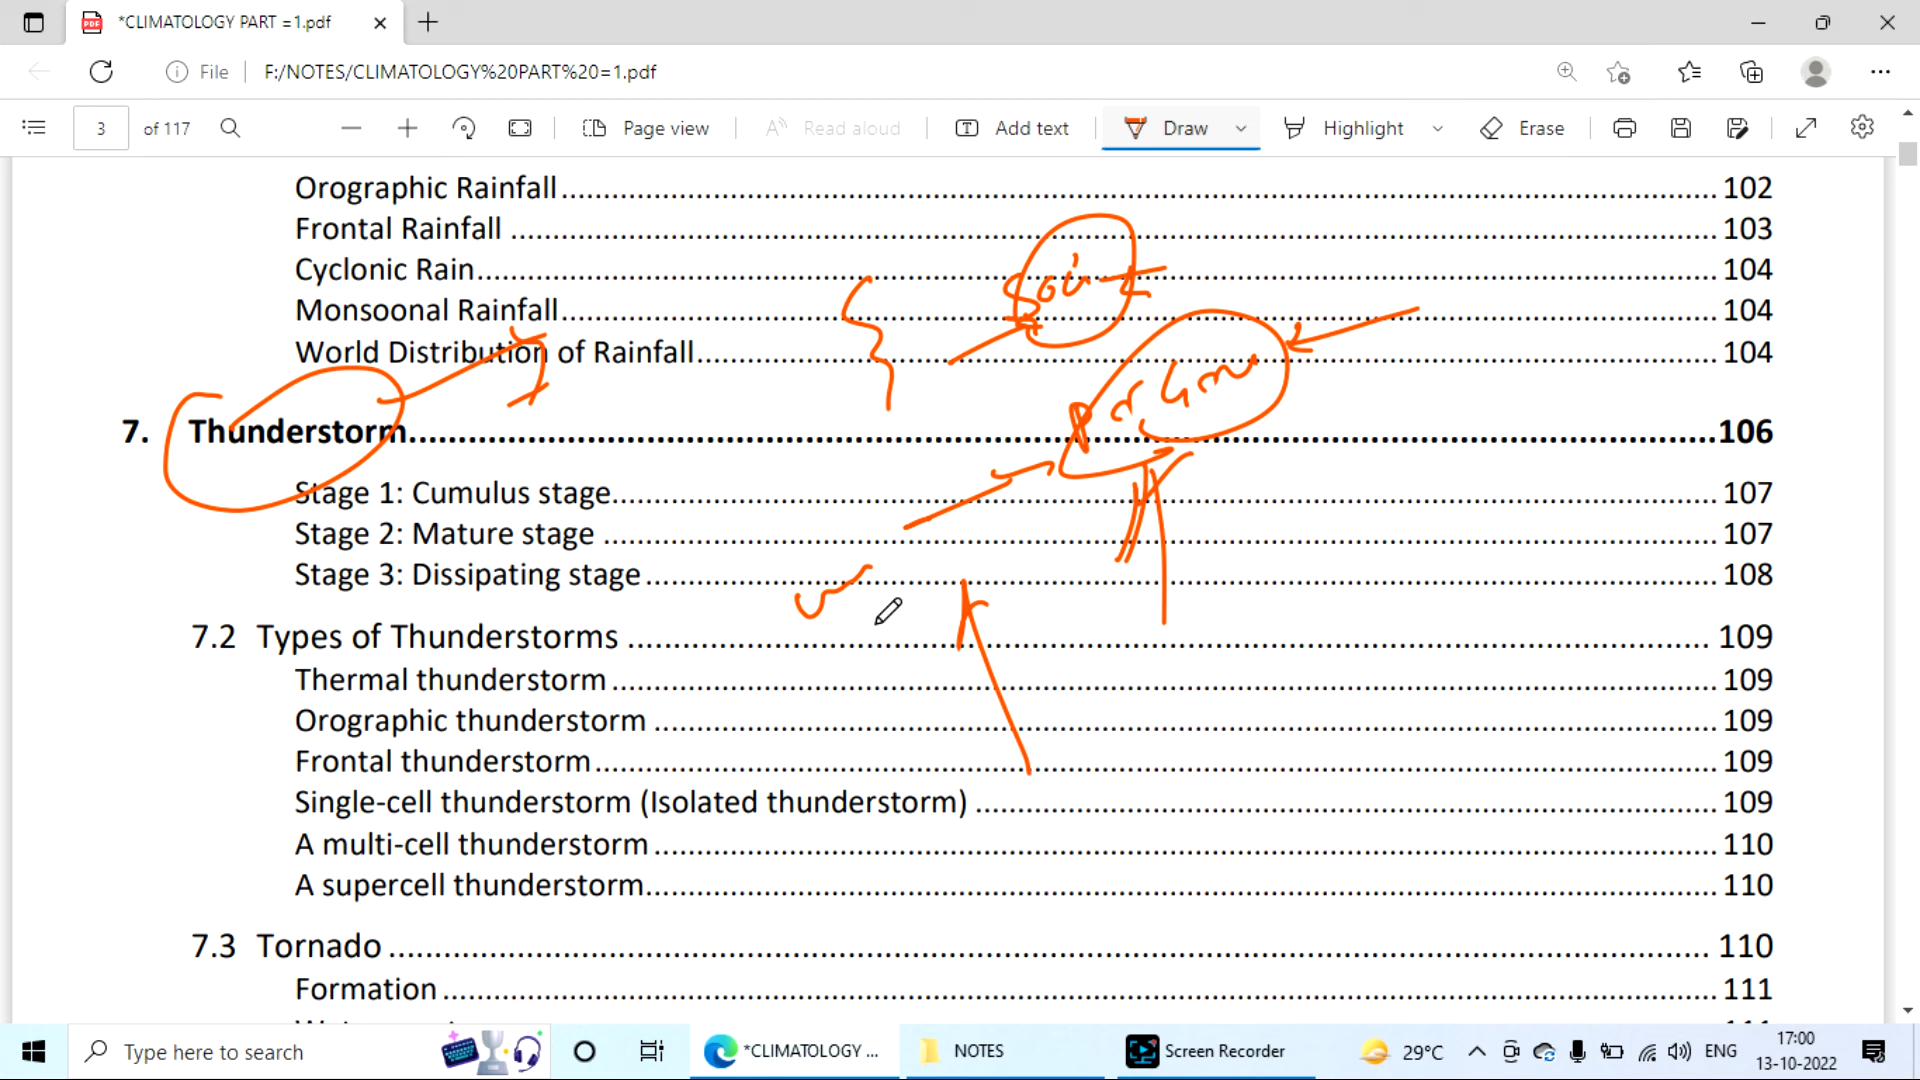 *CLIMATOLOGY PART =1.pdf
File F:/NOTES/CLIMATOLOGY%20PART%20=1.pdf
3 of 117 Page view Read aloud Add text Draw Highlight Erase
Orographic Rainfall........102
Frontal Rainfall........103
Cyclonic Rain........104
Monsoonal Rainfall........104
World Distribution of Rainfall........104
7. Thunderstorm........106
Stage 1: Cumulus stage........107
Stage 2: Mature stage........107
Stage 3: Dissipating stage........108
7.2 Types of Thunderstorms........109
Thermal thunderstorm........109
Orographic thunderstorm........109
Frontal thunderstorm........109
Single-cell thunderstorm (Isolated thunderstorm)........109
A multi-cell thunderstorm........110
A supercell thunderstorm........110
7.3 Tornado........110
Formation........111
Type here to search *CLIMATOLOGY ... NOTES Screen Recorder 29°C ENG 17:00
13-10-2022